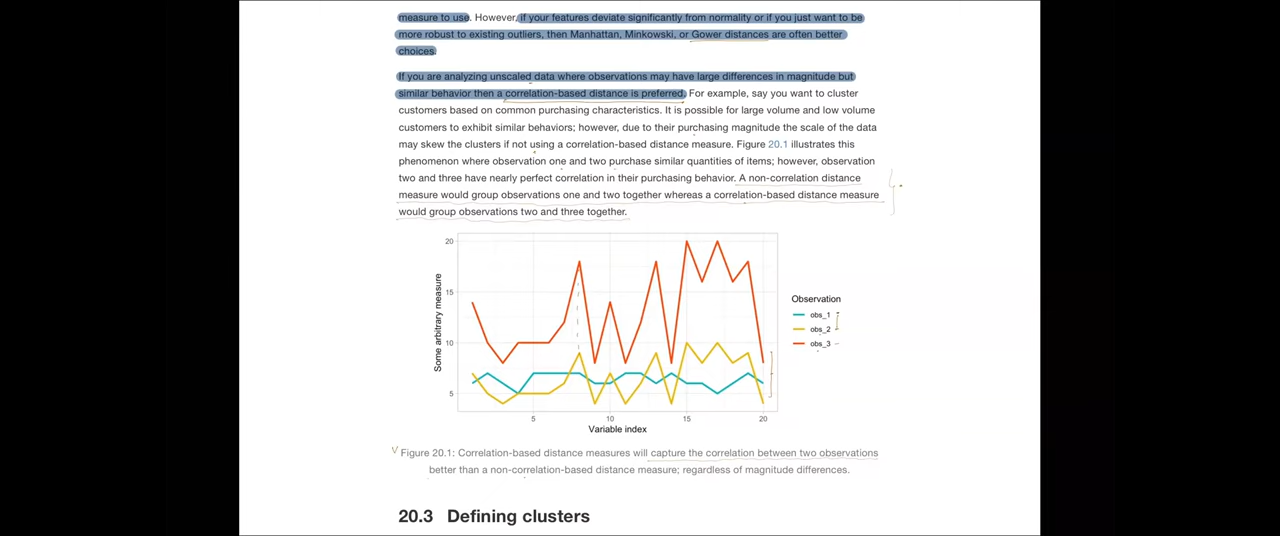 measure to use. However, if your features deviate significantly from normality or if you just want to be
more robust to existing outliers, then Manhattan, Minkowski, or Gower distances are often better
choices.
If you are analyzing unscaled data where observations may have large differences in magnitude but
similar behavior then a correlation-based distance is preferred. For example, say you want to cluster
customers based on common purchasing characteristics. It is possible for large volume and low volume
customers to exhibit similar behaviors; however, due to their purchasing magnitude the scale of the data
may skew the clusters if not using a correlation-based distance measure. Figure 20.1 illustrates this
phenomenon where observation one and two purchase similar quantities of items; however, observation
two and three have nearly perfect correlation in their purchasing behavior. A non-correlation distance
measure would group observations one and two together whereas a correlation-based distance measure
would group observations two and three together.
20
15
10
5
Some arbitrary measure
5
10
15
20
Variable index
Observation
obs_1
obs_2
obs_3
Figure 20.1: Correlation-based distance measures will capture the correlation between two observations
better than a non-correlation-based distance measure; regardless of magnitude differences.
20.3 Defining clusters